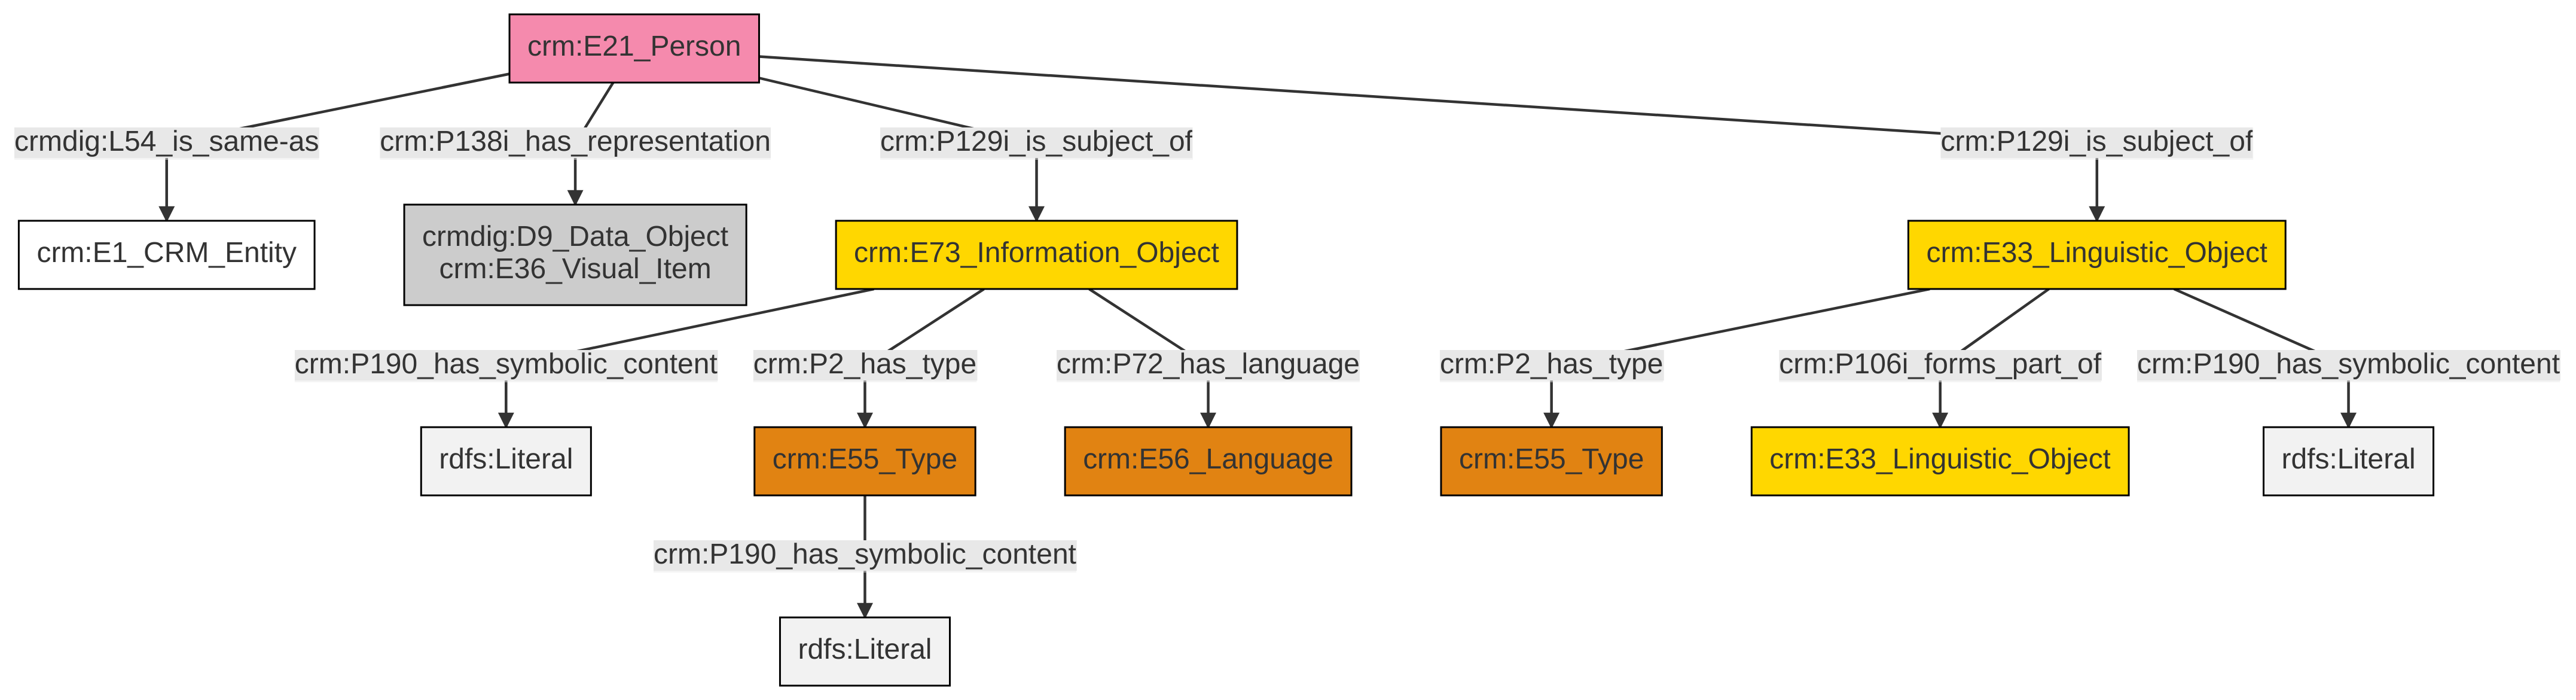 crm:E21_Person
crmdig:L54_is_same-as
crm:P138i_has_representation
crm:P129i_is_subject_of
crm:P129i_is_subject_of
crm:E1_CRM_Entity
crmdig:D9_Data_Object
crm:E36_Visual_Item
crm:E73_Information_Object
crm:E33_Linguistic_Object
crm:P190_has_symbolic_content
crm:P2_has_type
crm:P72_has_language
crm:P2_has_type
crm:P106i_forms_part_of
crm:P190_has_symbolic_content
rdfs:Literal
crm:E55_Type
crm:E56_Language
crm:E55_Type
crm:E33_Linguistic_Object
rdfs:Literal
crm:P190_has_symbolic_content
rdfs:Literal